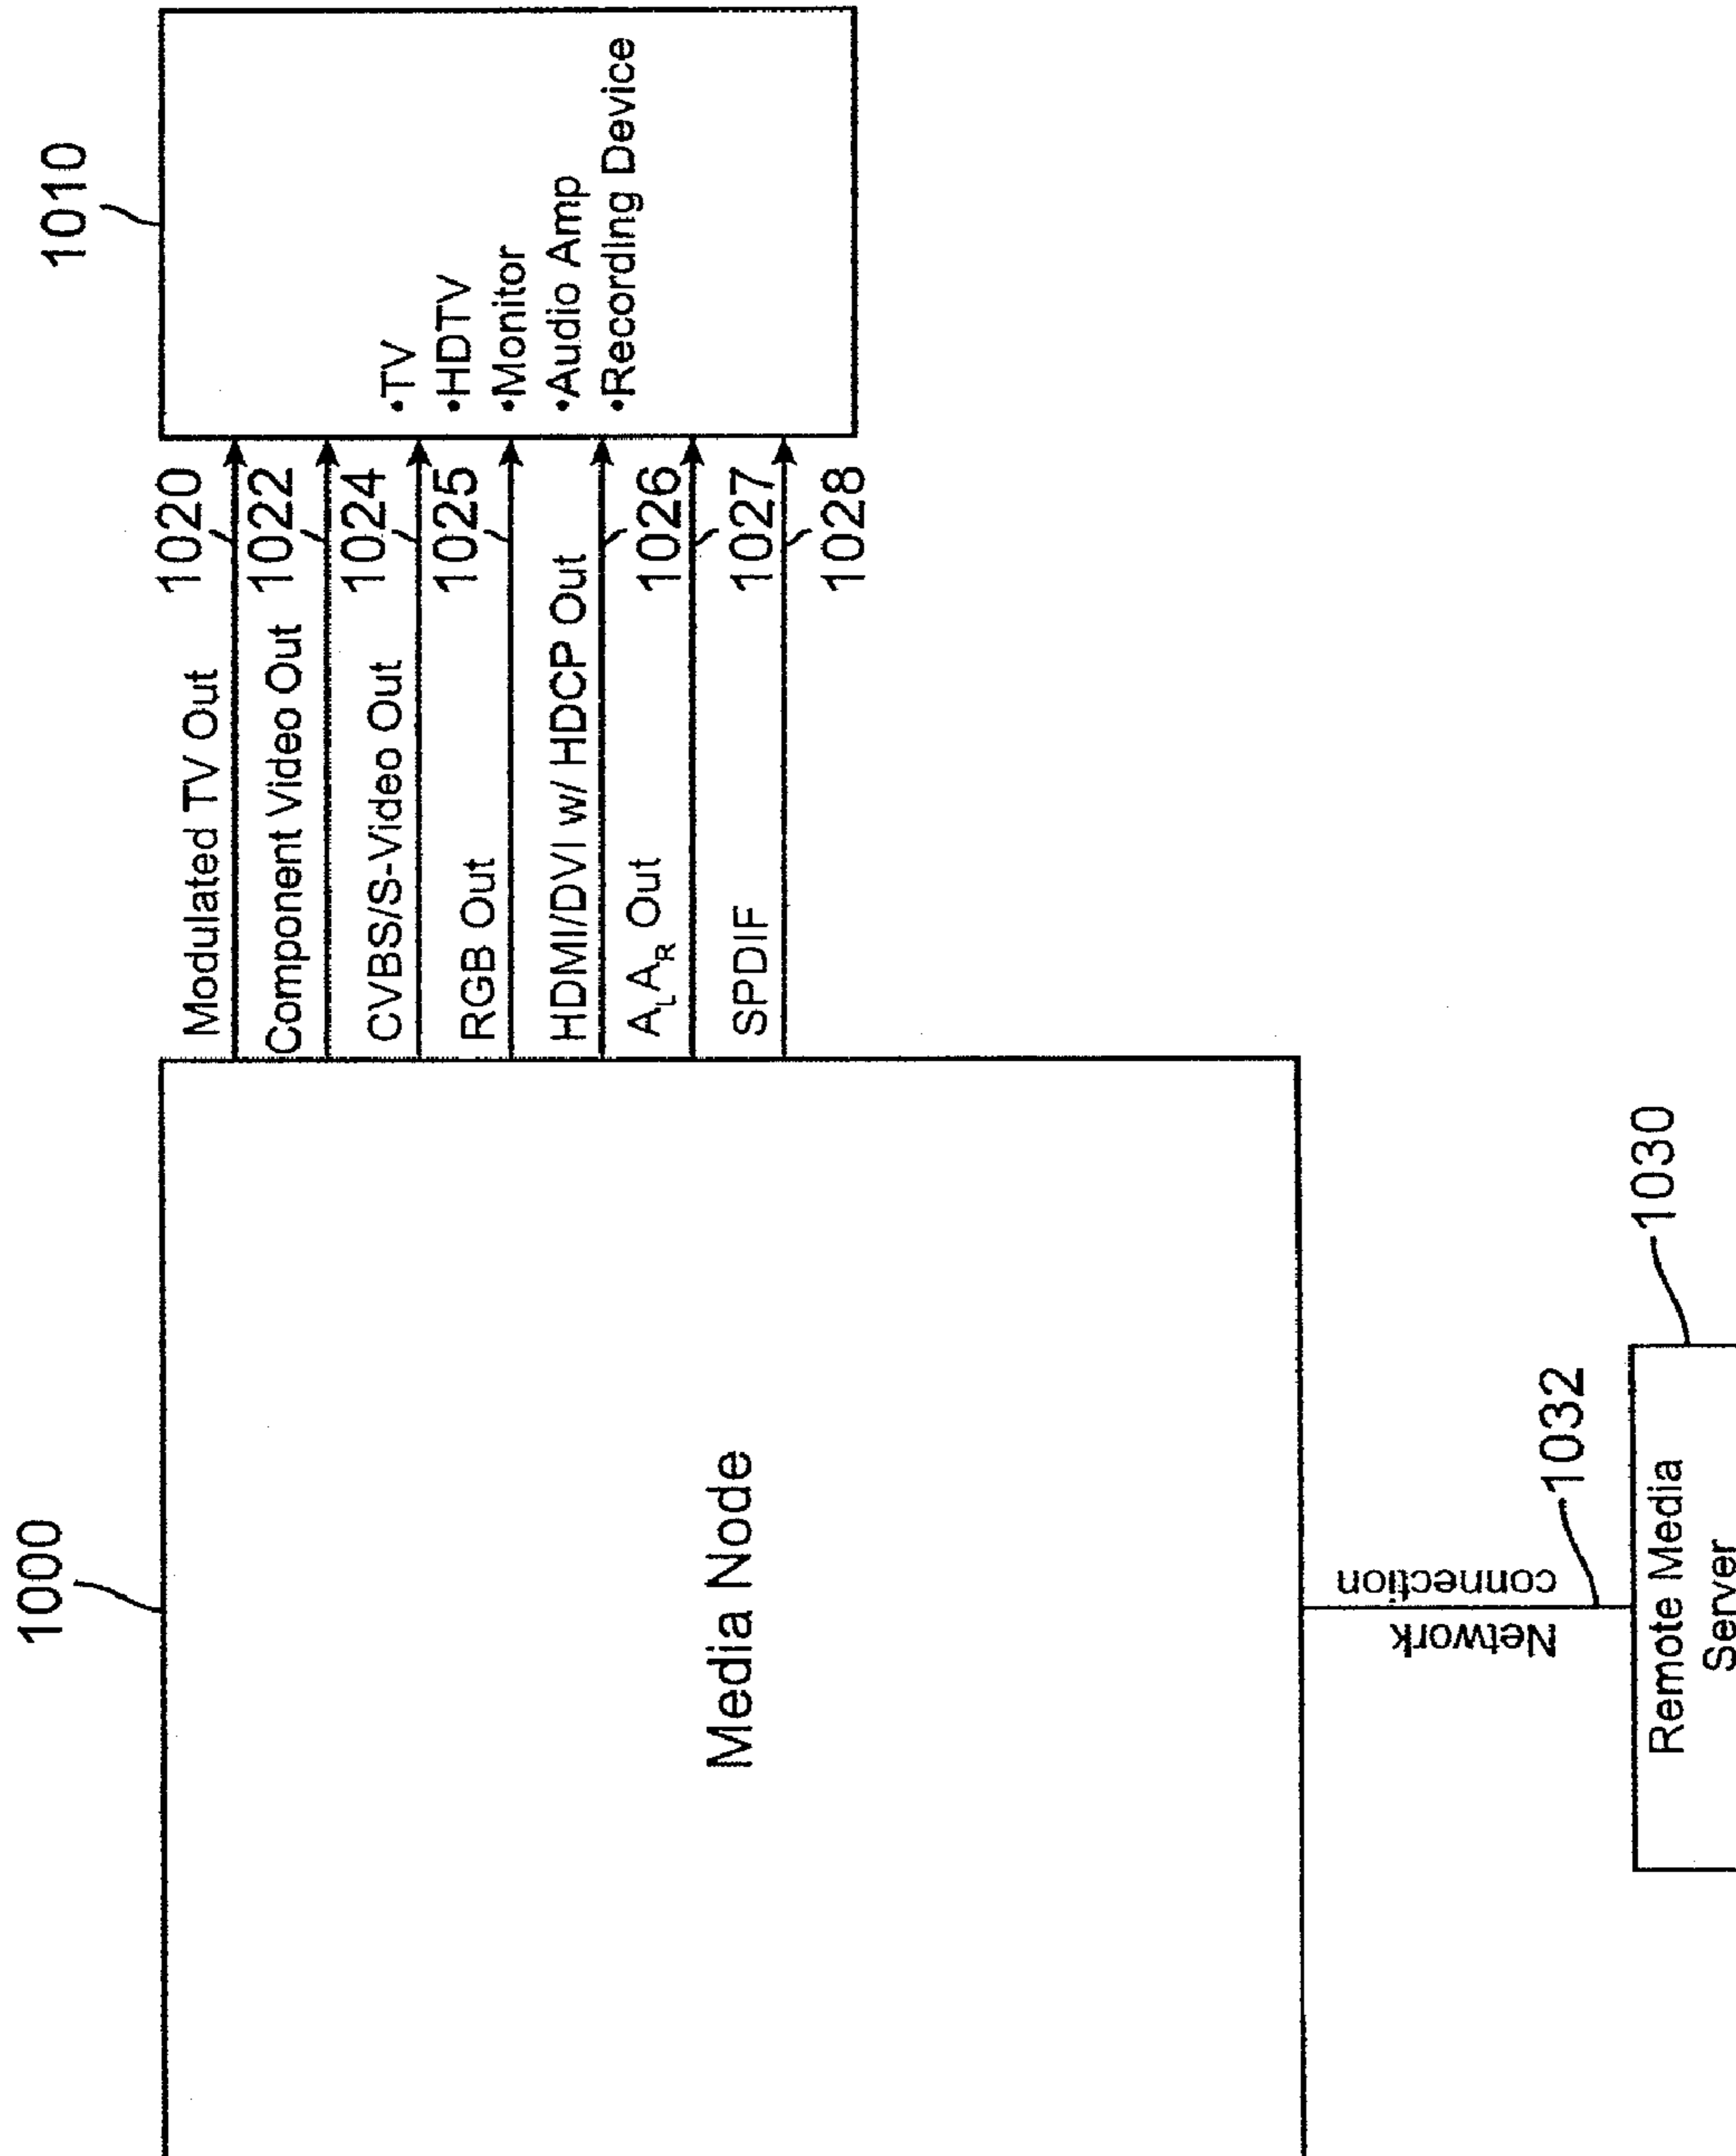 1000
Media Node
Modulated TV Out
1020
Component Video Out
1022
CVBS/S-Video Out
1024
RGB Out
1025
HDMI/DVI w/ HDCP Out
1026
ALAR Out
1027
SPDIF
1028
1010
•TV
•HDTV
•Monitor
•Audio Amp
•Recording Device
Network
connection
1032
Remote Media
Server
1030